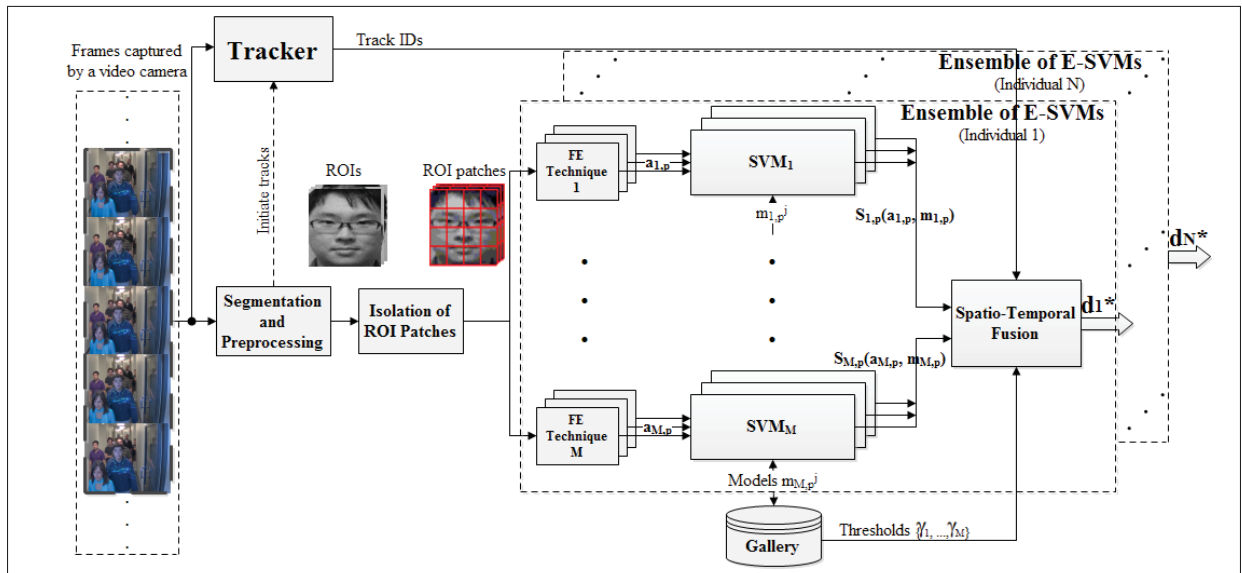 Frames captured
by a video camera
Tracker
Track IDs
Initiate tracks
Ensemble of E-SVMs
(Individual N)
Ensemble of E-SVMs
(Individual 1)
ROIs
ROI patches
FE
Technique
1
a1,p
SVM1
m1,p j
S1,p(a1,p, m1,p)
dN*
Segmentation
and
Preprocessing
Isolation of
ROI Patches
Spatio-Temporal
Fusion
d1*
SM,p(aM,p, mM,p)
FE
Technique
M
aM,p
SVMM
Models mM,p j
Gallery
Thresholds {γ1, ...,γM}